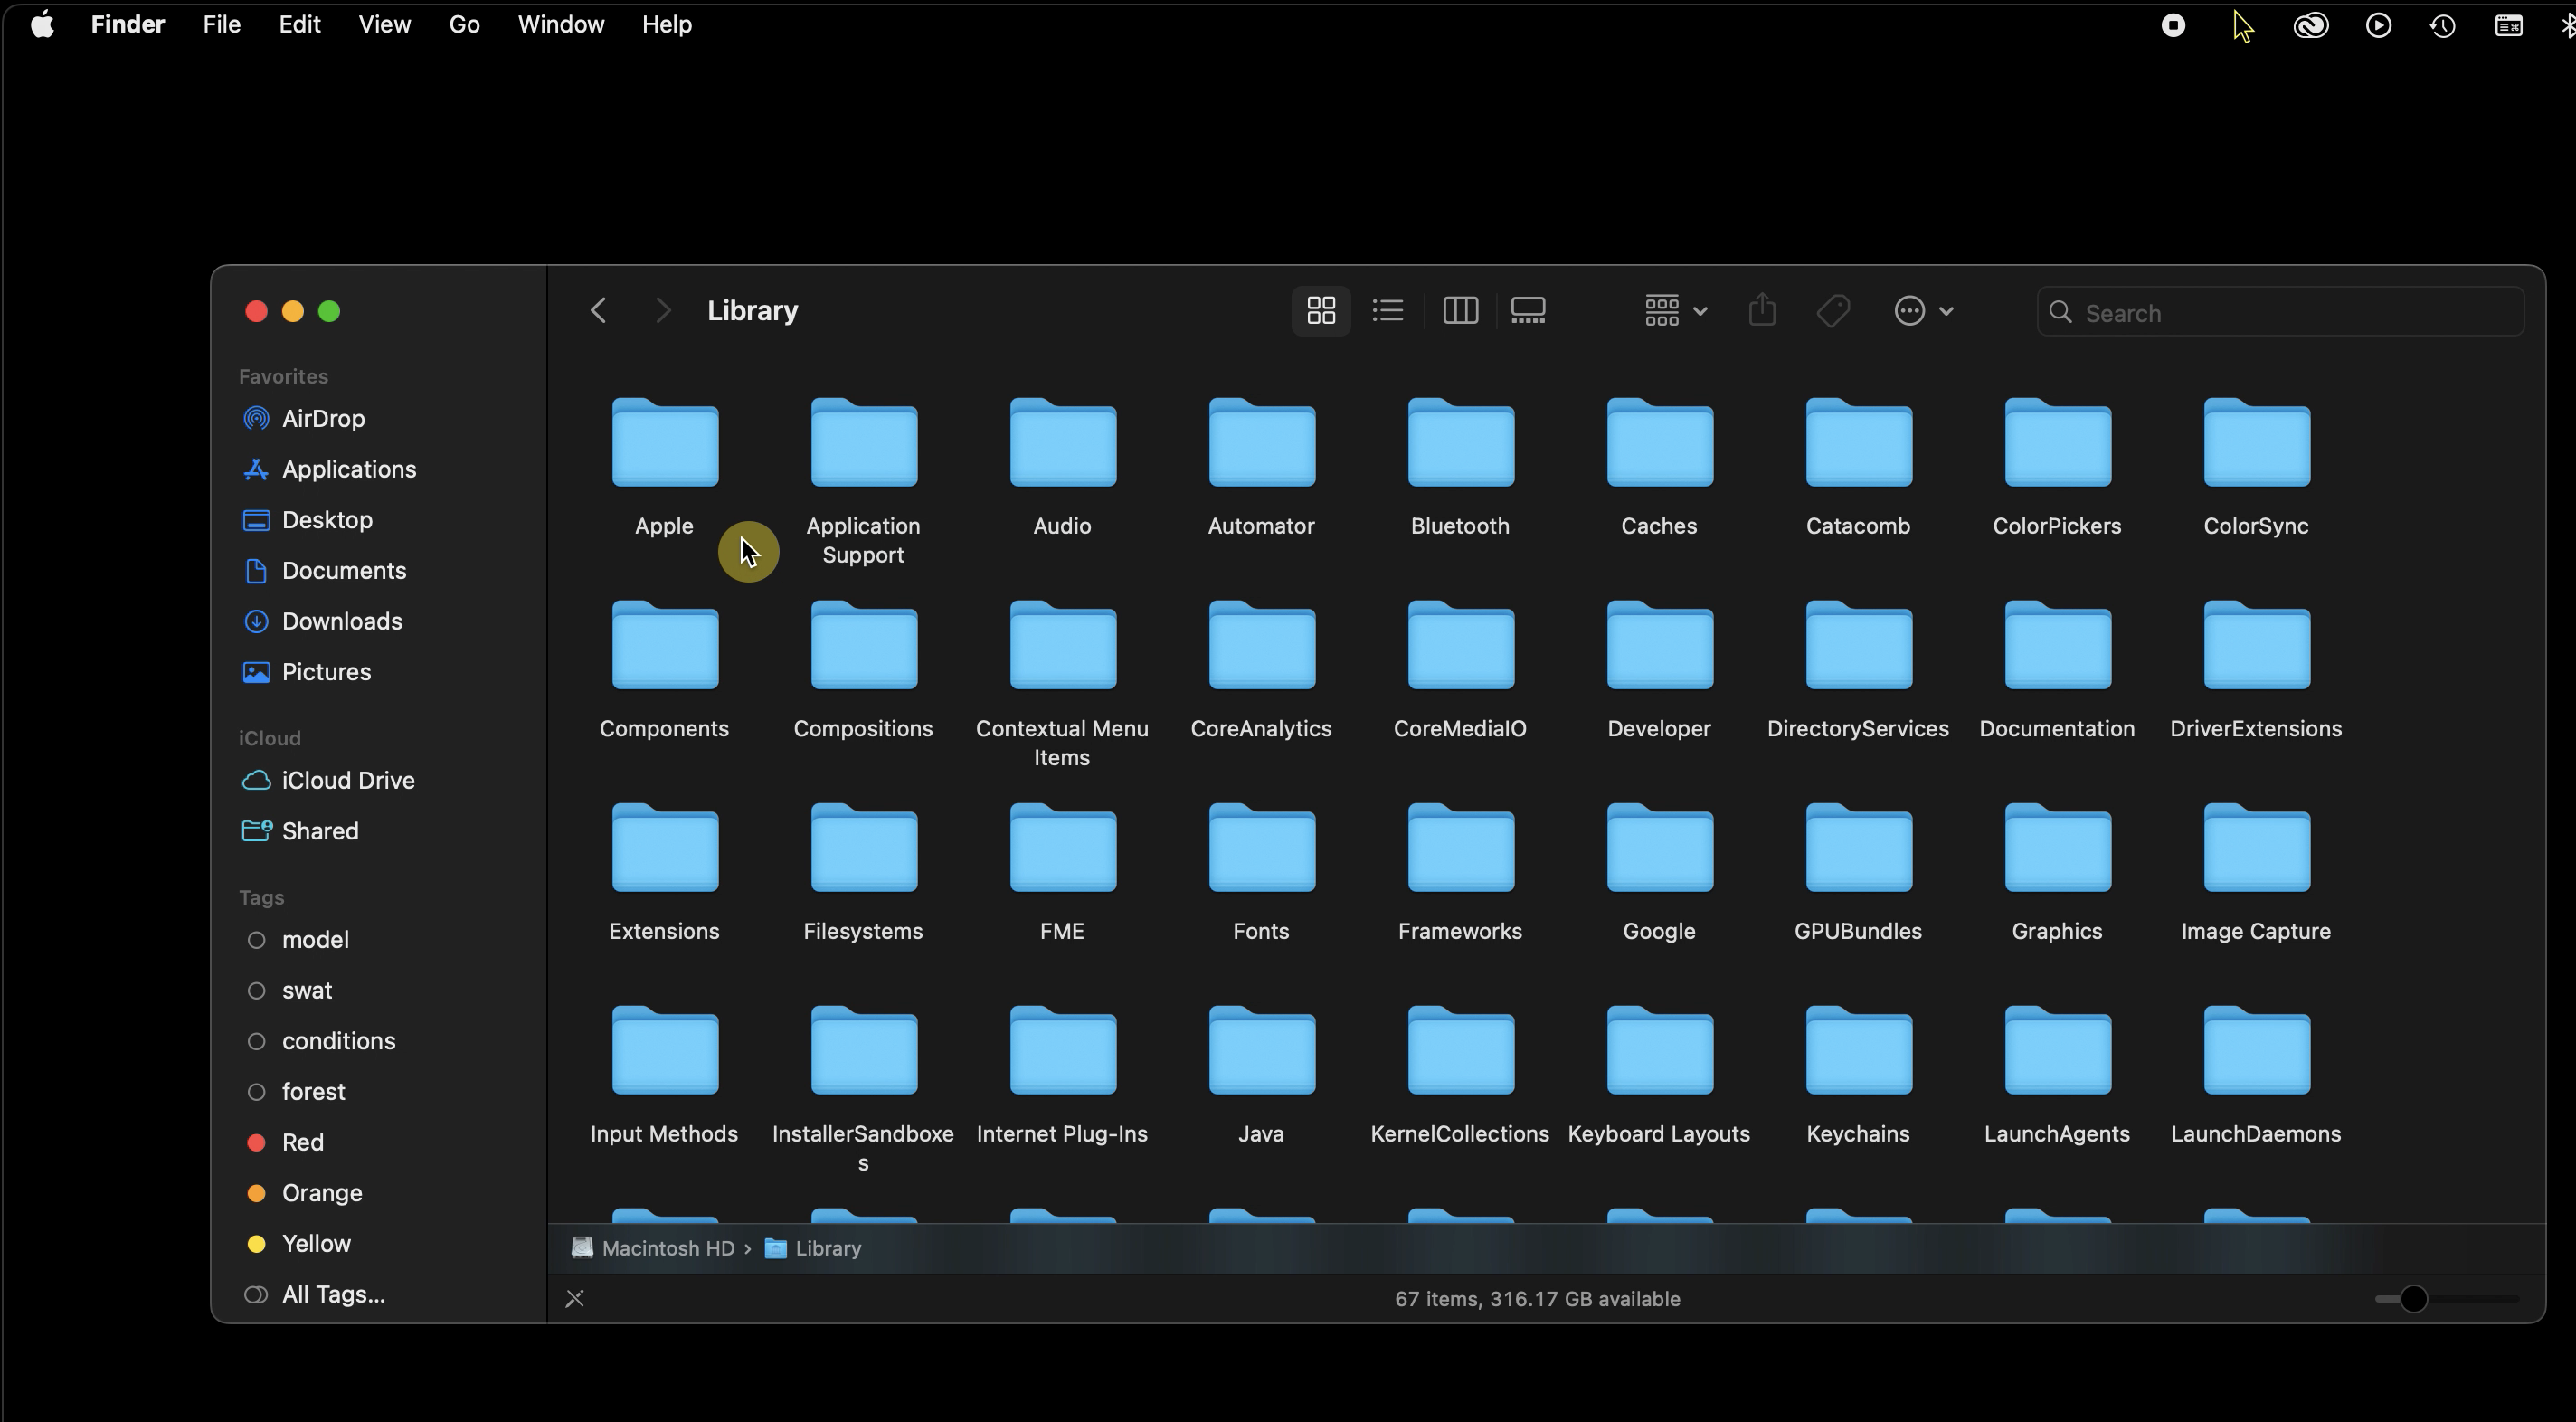 Finder File Edit View Go Window Help
Library
Search
Favorites
AirDrop
Applications
Desktop
Documents
Downloads
Pictures
iCloud
iCloud Drive
Shared
Tags
model
swat
conditions
forest
Red
Orange
Yellow
All Tags...
Apple Application Audio Automator Bluetooth Caches Catacomb ColorPickers ColorSync
Support
Components Compositions Contextual Menu CoreAnalytics CoreMediaIO Developer DirectoryServices Documentation DriverExtensions
Items
Extensions Filesystems FME Fonts Frameworks Google GPUBundles Graphics Image Capture
Input Methods InstallerSandboxe Internet Plug-Ins Java KernelCollections Keyboard Layouts Keychains LaunchAgents LaunchDaemons
s
Macintosh HD › Library
67 items, 316.17 GB available